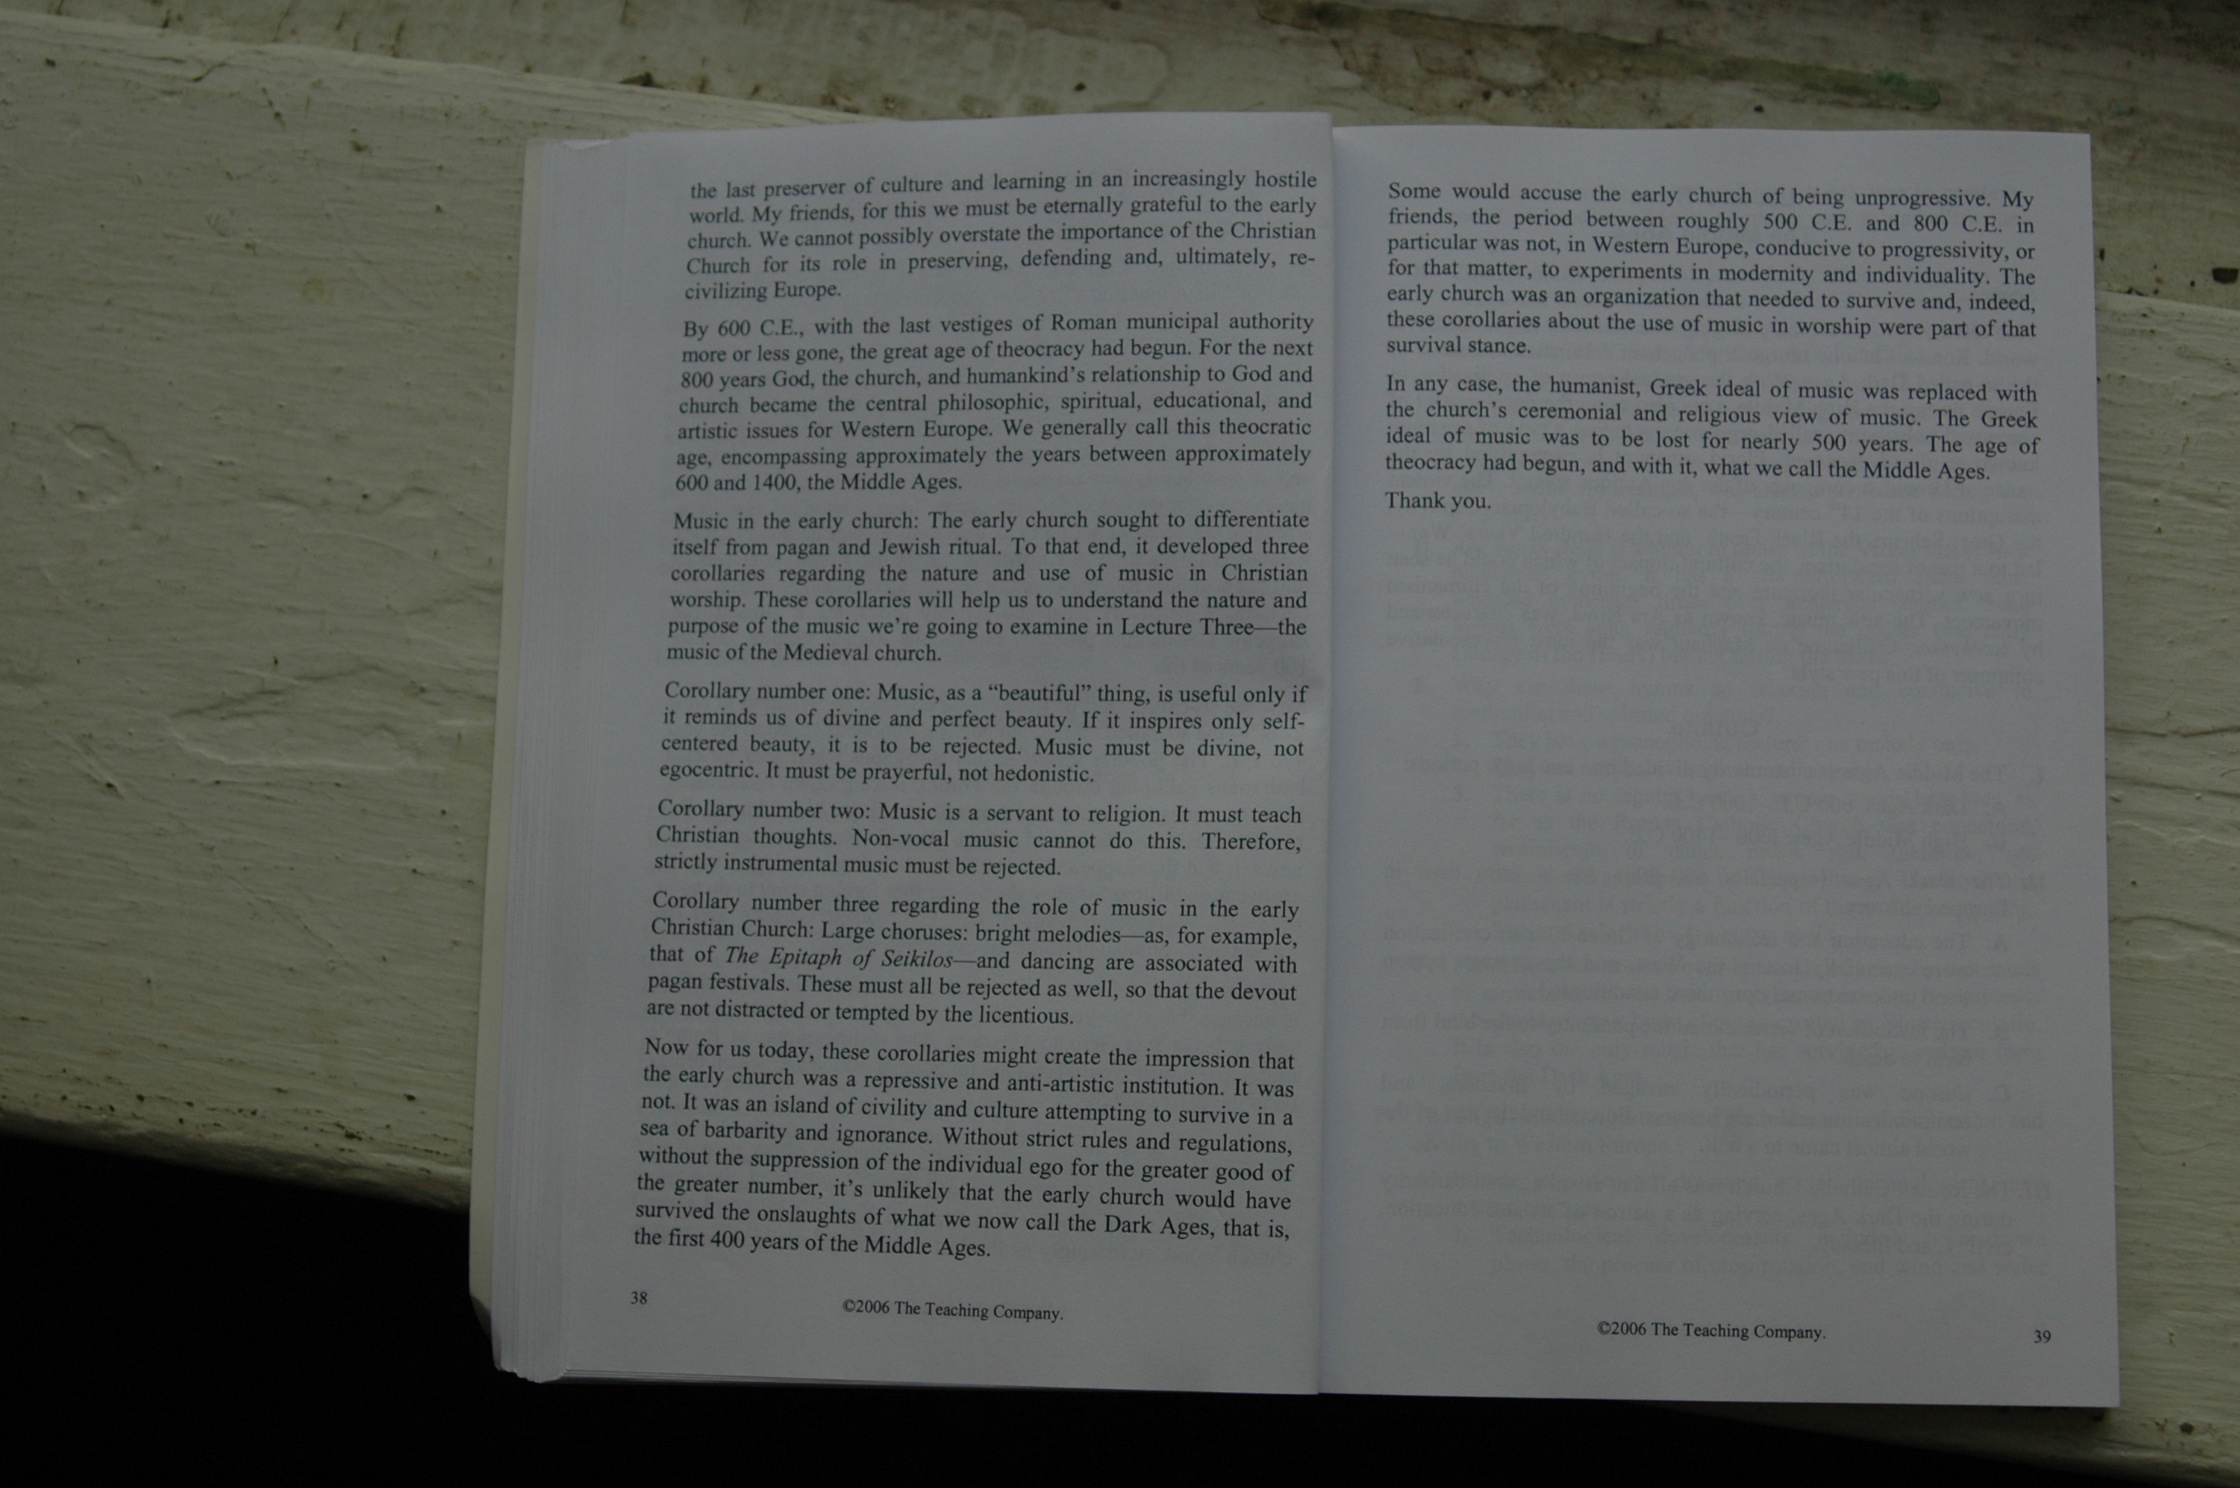 the last preserver of culture and learning in an increasingly hostile
world. My friends, for this we must be eternally grateful to the early
church. We cannot possibly overstate the importance of the Christian
Church for its role in preserving, defending and, ultimately, re-
civilizing Europe.
By 600 C.E., with the last vestiges of Roman municipal authority
more or less gone, the great age of theocracy had begun. For the next
800 years God, the church, and humankind's relationship to God and
church became the central philosophic, spiritual, educational, and
artistic issues for Western Europe. We generally call this theocratic
age, encompassing approximately the years between approximately
600 and 1400, the Middle Ages.
Music in the early church: The early church sought to differentiate
itself from pagan and Jewish ritual. To that end, it developed three
corollaries regarding the nature and use of music in Christian
worship. These corollaries will help us to understand the nature and
purpose of the music we're going to examine in Lecture Three—the
music of the Medieval church.
Corollary number one: Music, as a “beautiful” thing, is useful only if
it reminds us of divine and perfect beauty. If it inspires only self-
centered beauty, it is to be rejected. Music must be divine, not
egocentric. It must be prayerful, not hedonistic.
Corollary number two: Music is a servant to religion. It must teach
Christian thoughts. Non-vocal music cannot do this. Therefore,
strictly instrumental music must be rejected.
Corollary number three regarding the role of music in the early
Christian Church: Large choruses: bright melodies—as, for example,
that of The Epitaph of Seikilos—and dancing are associated with
pagan festivals. These must all be rejected as well, so that the devout
are not distracted or tempted by the licentious.
Now for us today, these corollaries might create the impression that
the early church was a repressive and anti-artistic institution. It was
not. It was an island of civility and culture attempting to survive in a
sea of barbarity and ignorance. Without strict rules and regulations,
without the suppression of the individual ego for the greater good of
the greater number, it's unlikely that the early church would have
survived the onslaughts of what we now call the Dark Ages, that is,
the first 400 years of the Middle Ages.
38
©2006 The Teaching Company.
Some would accuse the early church of being unprogressive. My
friends, the period between roughly 500 C.E. and 800 C.E. in
particular was not, in Western Europe, conducive to progressivity, or
for that matter, to experiments in modernity and individuality. The
early church was an organization that needed to survive and, indeed,
these corollaries about the use of music in worship were part of that
survival stance.
In any case, the humanist, Greek ideal of music was replaced with
the church's ceremonial and religious view of music. The Greek
ideal of music was to be lost for nearly 500 years. The age of
theocracy had begun, and with it, what we call the Middle Ages.
Thank you.
©2006 The Teaching Company.
39